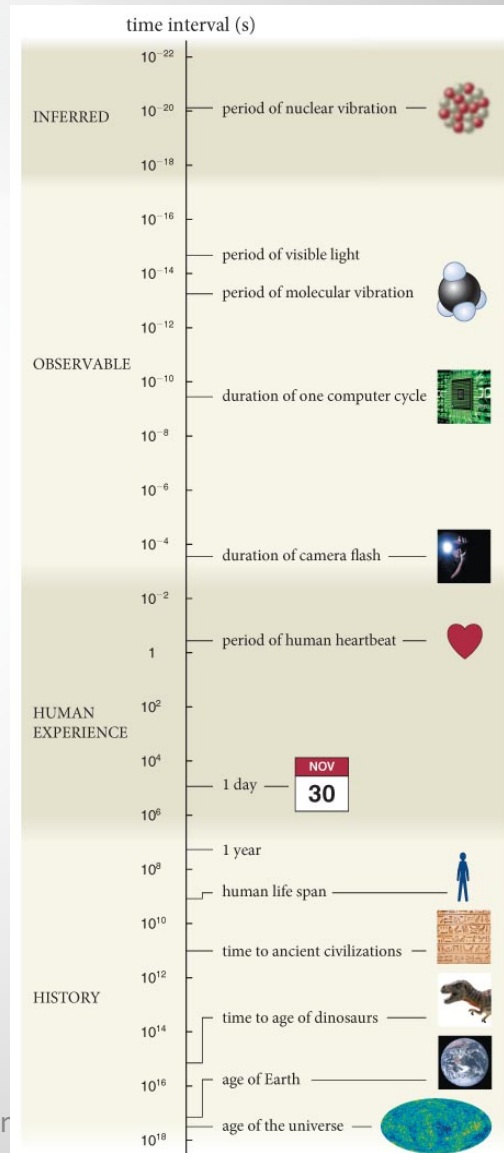 time interval (s)
10⁻²²
INFERRED
10⁻²⁰
period of nuclear vibration
10⁻¹⁸
10⁻¹⁶
period of visible light
10⁻¹⁴
period of molecular vibration
10⁻¹²
OBSERVABLE
10⁻¹⁰
duration of one computer cycle
10⁻⁸
10⁻⁶
10⁻⁴
duration of camera flash
10⁻²
period of human heartbeat
1
10²
HUMAN
EXPERIENCE
10⁴
NOV
1 day
30
10⁶
1 year
10⁸
human life span
10¹⁰
time to ancient civilizations
10¹²
HISTORY
time to age of dinosaurs
10¹⁴
age of Earth
10¹⁶
age of the universe
10¹⁸